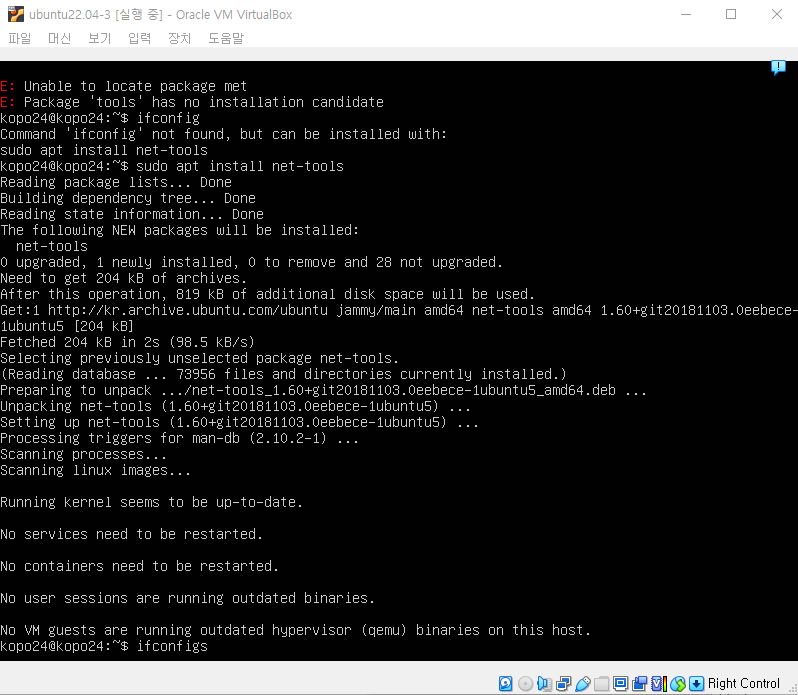 ubuntu22.04-3 [실행 중] - Oracle VM VirtualBox
파일 머신 보기 입력 장치 도움말
E: Unable to locate package met
E: Package 'tools' has no installation candidate
kopo24@kopo24:~$ ifconfig
Command 'ifconfig' not found, but can be installed with:
sudo apt install net-tools
kopo24@kopo24:~$ sudo apt install net-tools
Reading package lists... Done
Building dependency tree... Done
Reading state information... Done
The following NEW packages will be installed:
  net-tools
0 upgraded, 1 newly installed, 0 to remove and 28 not upgraded.
Need to get 204 kB of archives.
After this operation, 819 kB of additional disk space will be used.
Get:1 http://kr.archive.ubuntu.com/ubuntu jammy/main amd64 net-tools amd64 1.60+git20181103.0eebece-
1ubuntu5 [204 kB]
Fetched 204 kB in 2s (98.5 kB/s)
Selecting previously unselected package net-tools.
(Reading database ... 73956 files and directories currently installed.)
Preparing to unpack .../net-tools_1.60+git20181103.0eebece-1ubuntu5_amd64.deb ...
Unpacking net-tools (1.60+git20181103.0eebece-1ubuntu5) ...
Setting up net-tools (1.60+git20181103.0eebece-1ubuntu5) ...
Processing triggers for man-db (2.10.2-1) ...
Scanning processes...
Scanning linux images...
Running kernel seems to be up-to-date.
No services need to be restarted.
No containers need to be restarted.
No user sessions are running outdated binaries.
No VM guests are running outdated hypervisor (qemu) binaries on this host.
kopo24@kopo24:~$ ifconfigs
Right Control